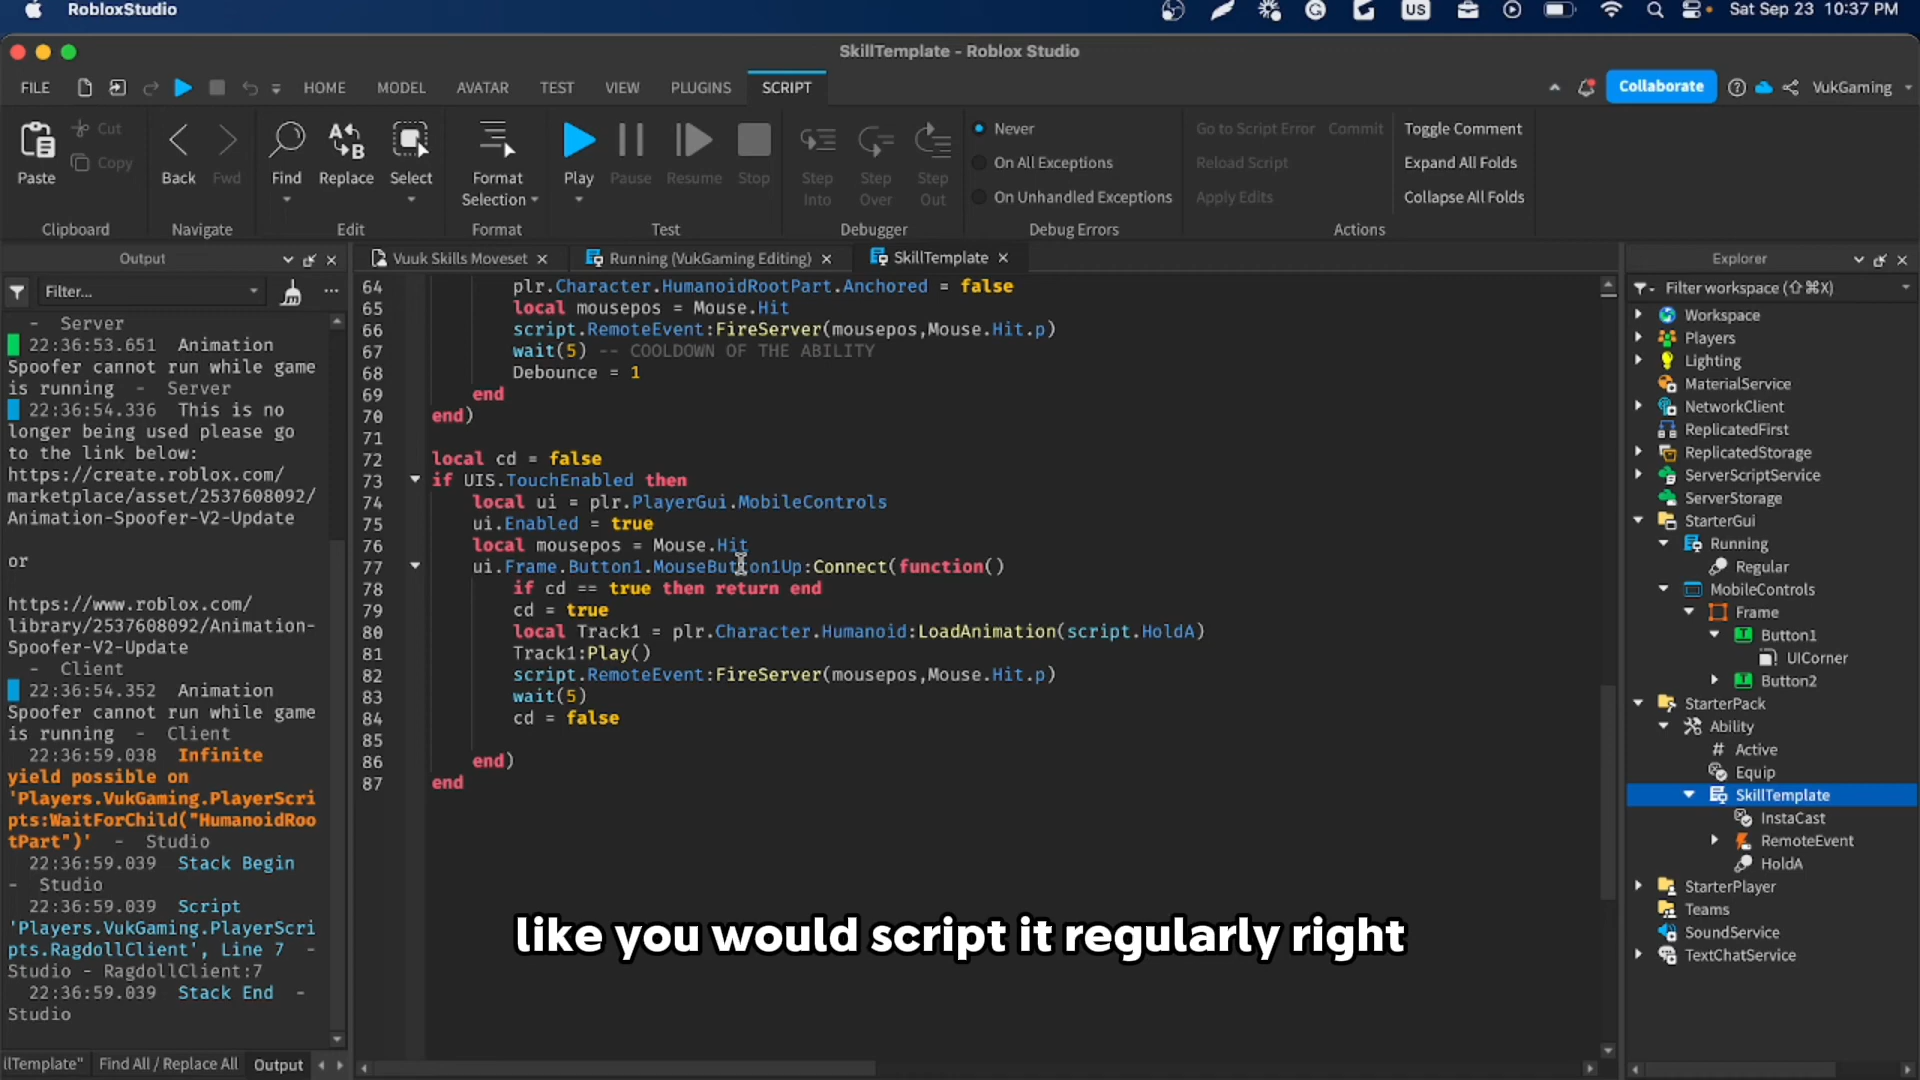 RobloxStudio
US
Sat Sep 23 10:37 PM
SkillTemplate - Roblox Studio
FILE
HOME
MODEL
AVATAR
TEST
VIEW
PLUGINS
SCRIPT
Collaborate
VukGaming
Paste
Cut
Copy
Clipboard
Back
Fwd
Navigate
Find
Replace
Select
Edit
Format
Selection
Format
Play
Pause
Resume
Stop
Test
Step
Into
Step
Over
Step
Out
Debugger
Never
On All Exceptions
On Unhandled Exceptions
Debug Errors
Go to Script Error
Commit
Reload Script
Apply Edits
Toggle Comment
Expand All Folds
Collapse All Folds
Actions
Output
Filter...
- Server
22:36:53.651 Animation
Spoofer cannot run while game
is running - Server
22:36:54.336 This is no
longer being used please go
to the link below:
https://create.roblox.com/
marketplace/asset/2537608092/
Animation-Spoofer-V2-Update
or
https://www.roblox.com/
library/2537608092/Animation-
Spoofer-V2-Update
- Client
22:36:54.352 Animation
Spoofer cannot run while game
is running - Client
22:36:59.038 Infinite
yield possible on
'Players.VukGaming.PlayerScri
pts:WaitForChild("HumanoidRoo
tPart")' - Studio
22:36:59.039 Stack Begin
- Studio
22:36:59.039 Script
'Players.VukGaming.PlayerScri
pts.RagdollClient', Line 7 -
Studio - RagdollClient:7
22:36:59.039 Stack End -
Studio
illTemplate"
Find All / Replace All
Output
Vuuk Skills Moveset
Running (VukGaming Editing)
SkillTemplate
64 plr.Character.HumanoidRootPart.Anchored = false
65 local mousepos = Mouse.Hit
66 script.RemoteEvent:FireServer(mousepos,Mouse.Hit.p)
67 wait(5) -- COOLDOWN OF THE ABILITY
68 Debounce = 1
69 end
70 end)
71
72 local cd = false
73 if UIS.TouchEnabled then
74 local ui = plr.PlayerGui.MobileControls
75 ui.Enabled = true
76 local mousepos = Mouse.Hit
77 ui.Frame.Button1.MouseButton1Up:Connect(function()
78 if cd == true then return end
79 cd = true
80 local Track1 = plr.Character.Humanoid:LoadAnimation(script.HoldA)
81 Track1:Play()
82 script.RemoteEvent:FireServer(mousepos,Mouse.Hit.p)
83 wait(5)
84 cd = false
85
86 end)
87 end
like you would script it regularly right
Explorer
Filter workspace (⇧⌘X)
Workspace
Players
Lighting
MaterialService
NetworkClient
ReplicatedFirst
ReplicatedStorage
ServerScriptService
ServerStorage
StarterGui
Running
Regular
MobileControls
Frame
Button1
UICorner
Button2
StarterPack
Ability
# Active
Equip
SkillTemplate
InstaCast
RemoteEvent
HoldA
StarterPlayer
Teams
SoundService
TextChatService